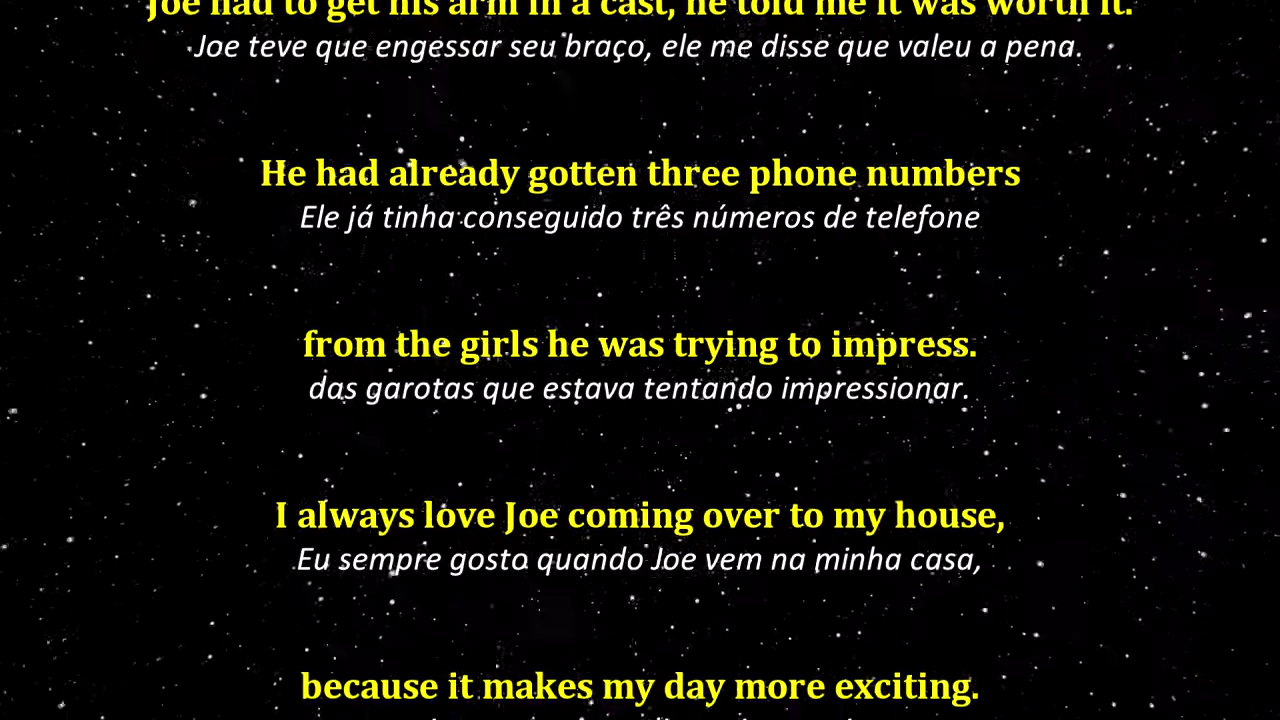 Joe had to get his arm in a cast, he told me it was worth it.
Joe teve que engessar seu braço, ele me disse que valeu a pena.
He had already gotten three phone numbers
Ele já tinha conseguido três números de telefone
from the girls he was trying to impress.
das garotas que estava tentando impressionar.
I always love Joe coming over to my house,
Eu sempre gosto quando Joe vem na minha casa,
because it makes my day more exciting.